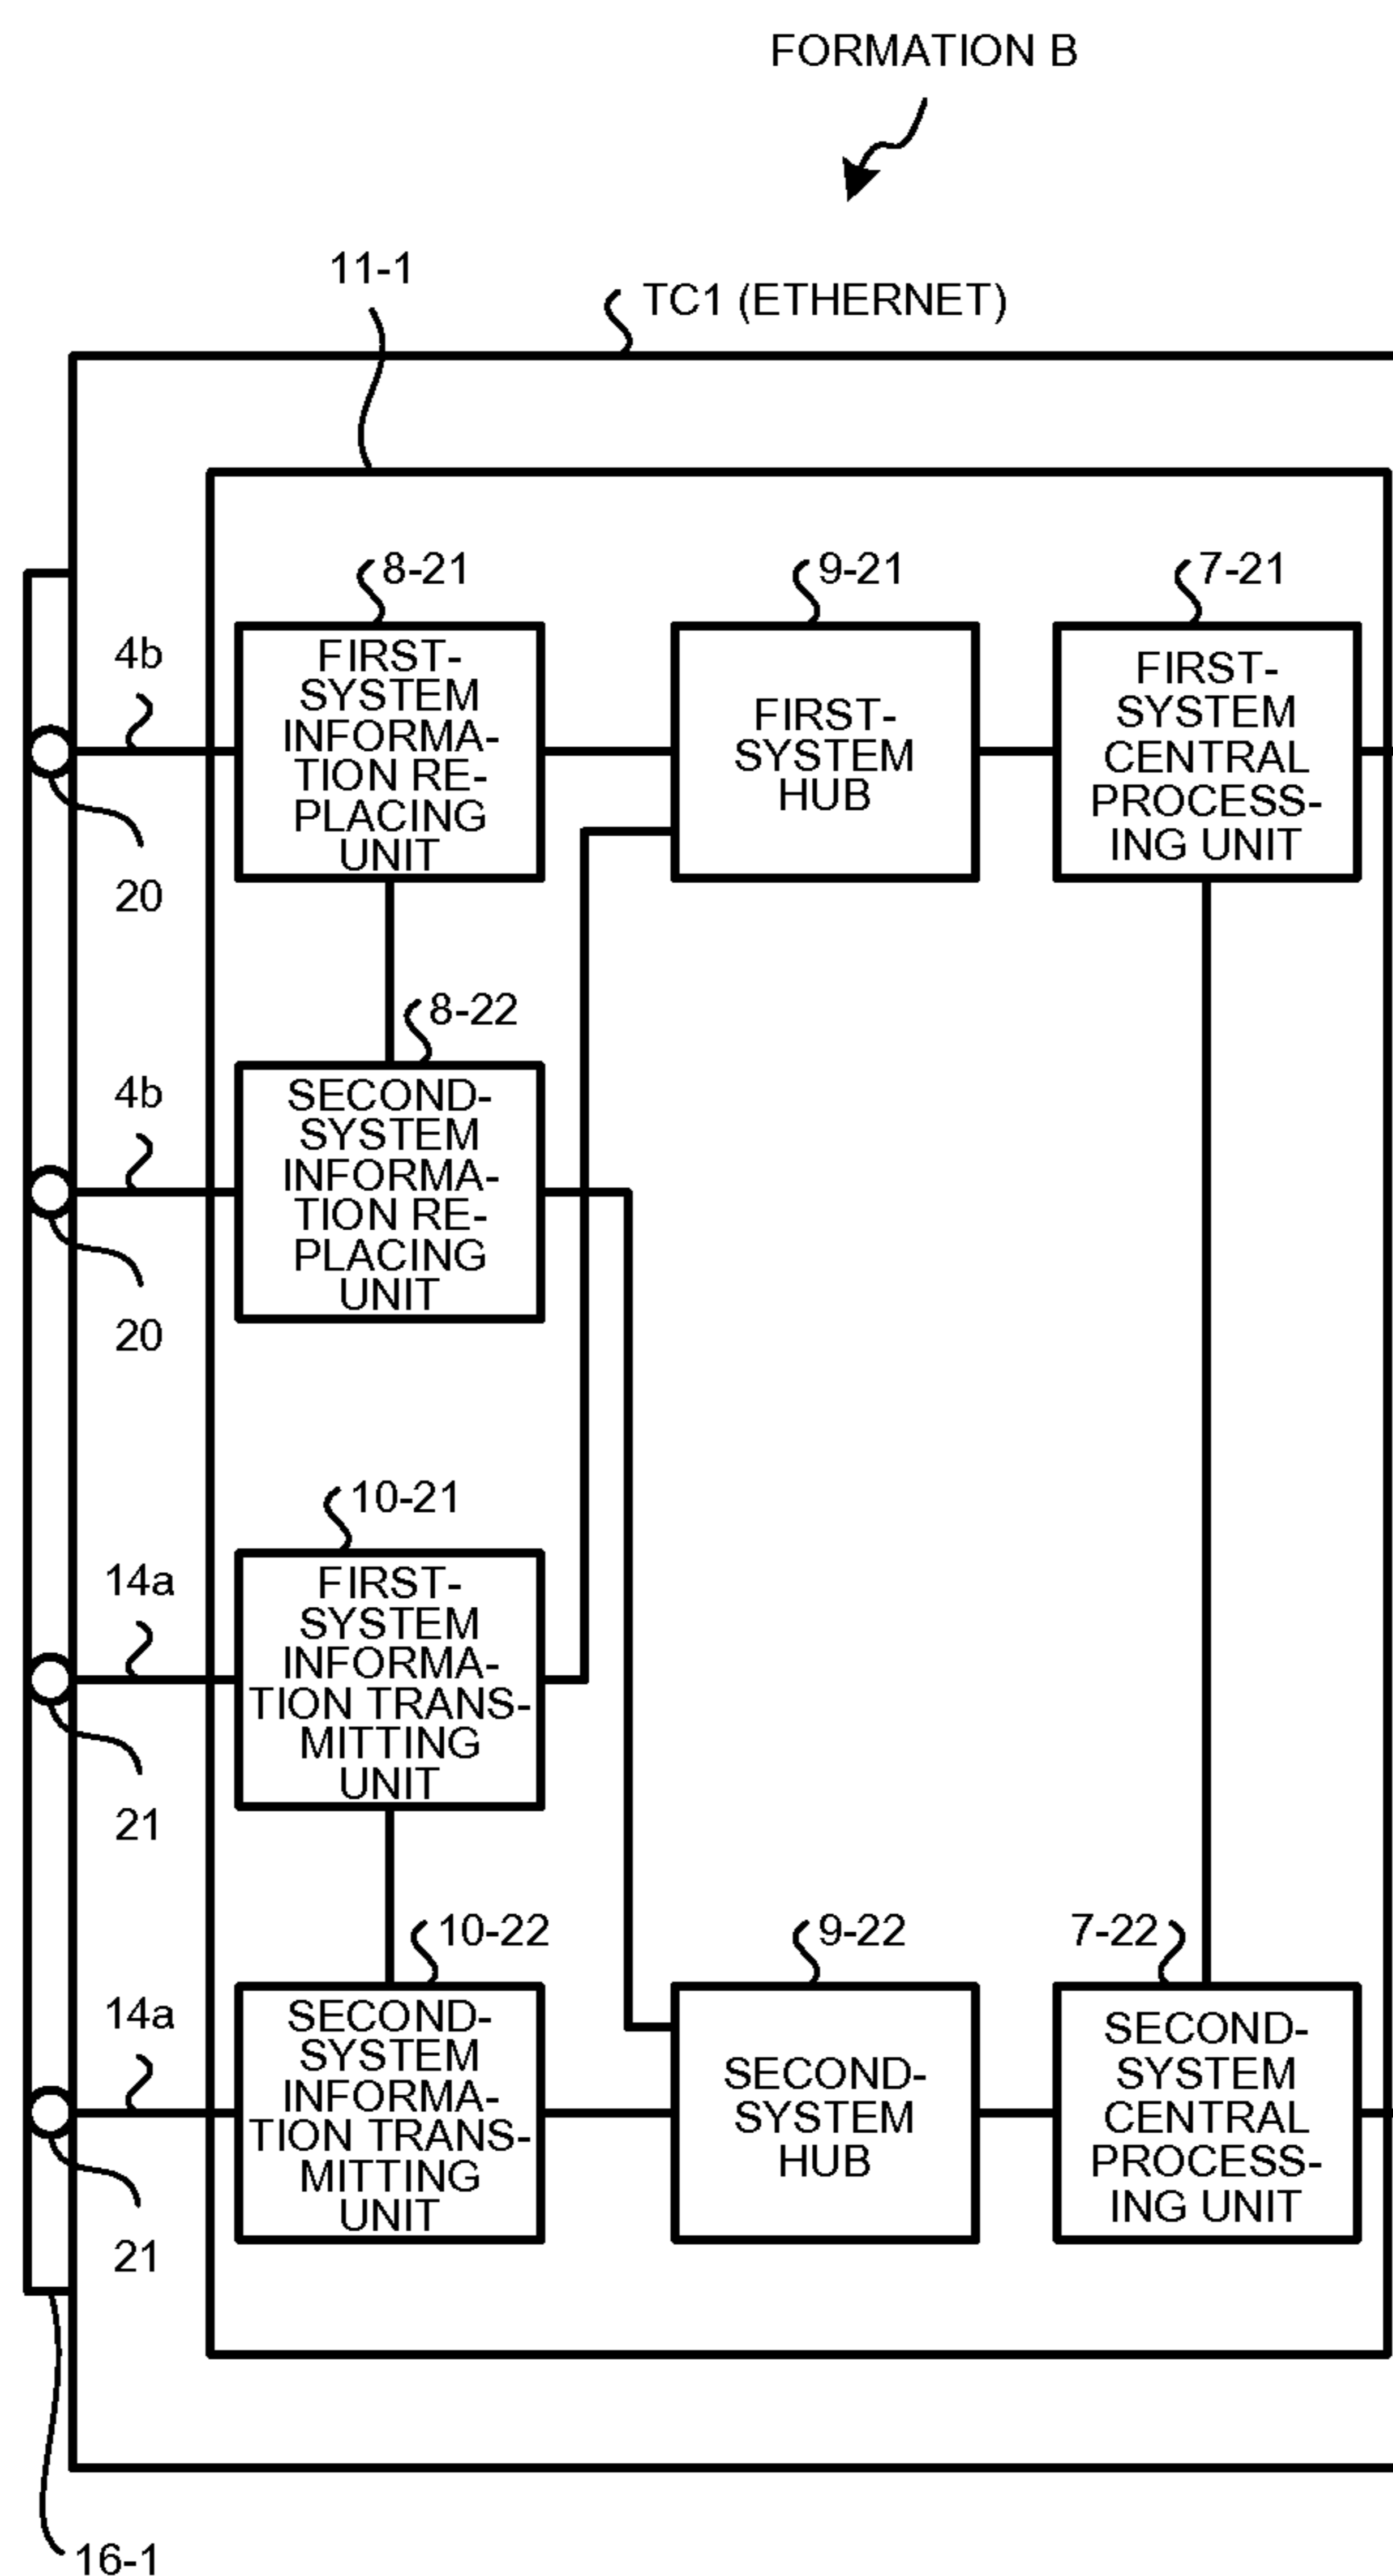 FORMATION B
11-1
TC1 (ETHERNET)
8-21
9-21
7-21
4b
FIRST-
SYSTEM
INFORMA-
TION RE-
PLACING
UNIT
FIRST-
SYSTEM
HUB
FIRST-
SYSTEM
CENTRAL
PROCESS-
ING UNIT
20
8-22
4b
SECOND-
SYSTEM
INFORMA-
TION RE-
PLACING
UNIT
20
10-21
14a
FIRST-
SYSTEM
INFORMA-
TION TRANS-
MITTING
UNIT
21
10-22
9-22
7-22
14a
SECOND-
SYSTEM
INFORMA-
TION TRANS-
MITTING
UNIT
SECOND-
SYSTEM
HUB
SECOND-
SYSTEM
CENTRAL
PROCESS-
ING UNIT
21
16-1